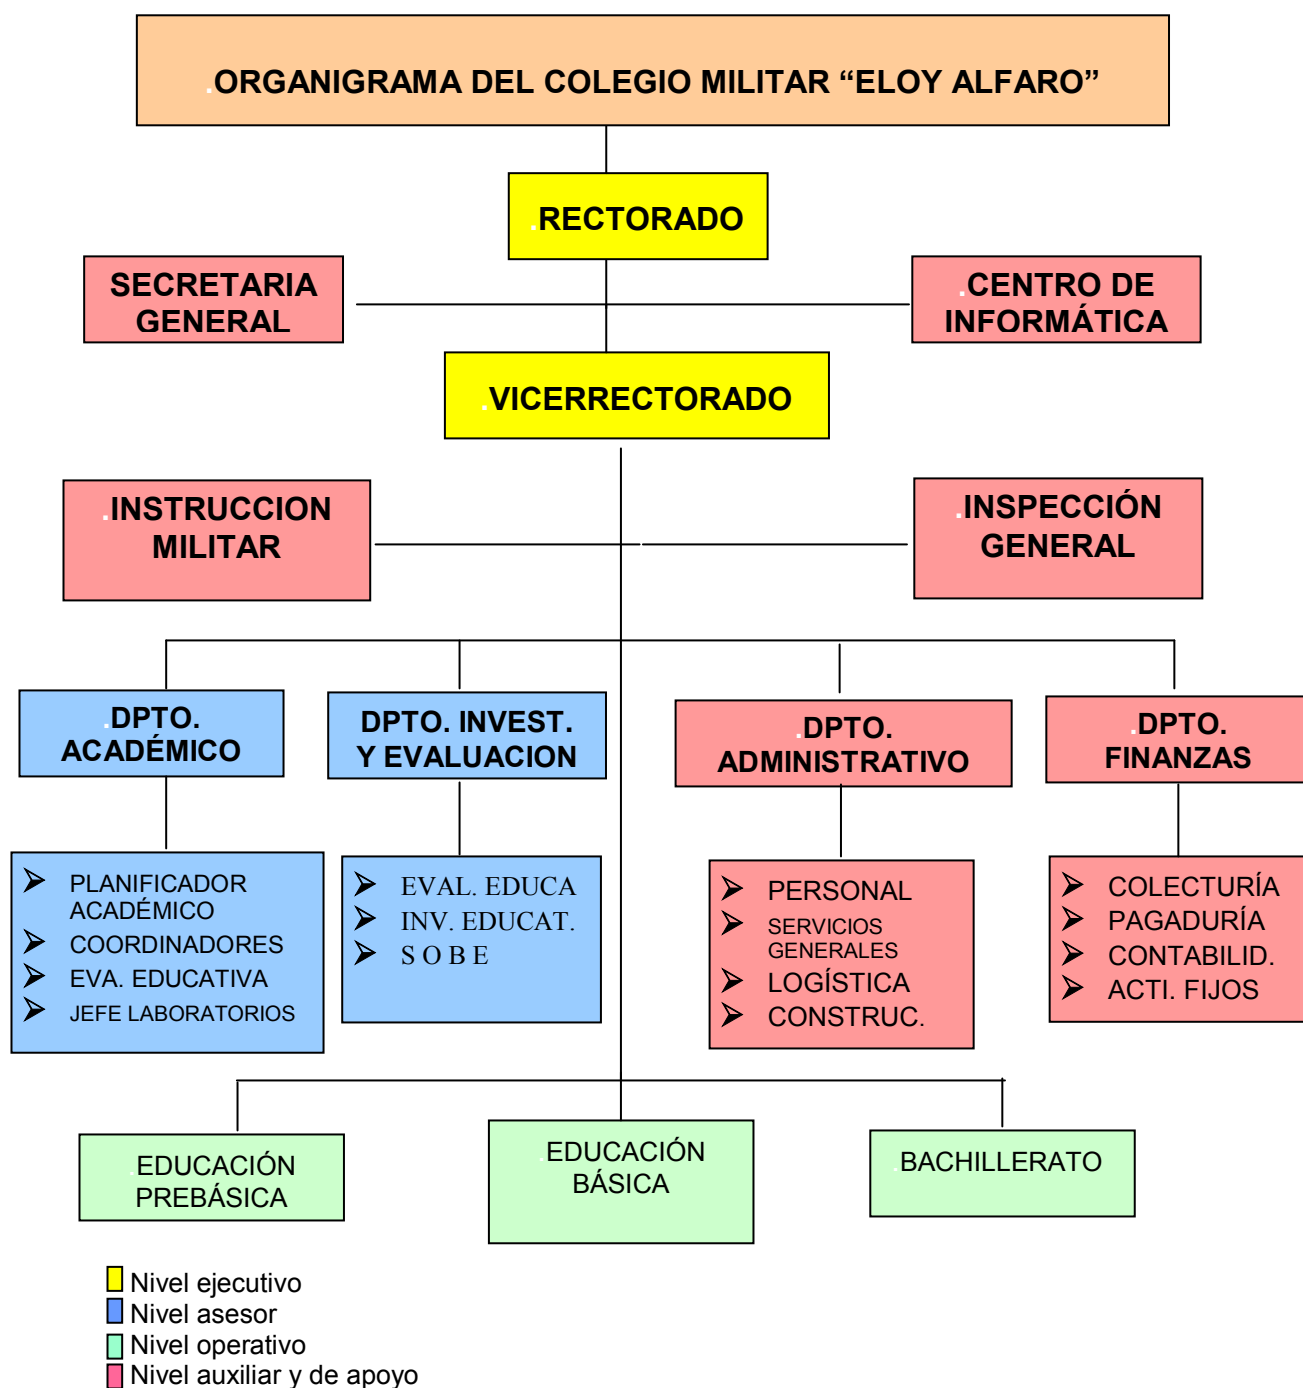 .ORGANIGRAMA DEL COLEGIO MILITAR “ELOY ALFARO”
.RECTORADO
SECRETARIA
GENERAL
.CENTRO DE
INFORMÁTICA
.VICERRECTORADO
.INSTRUCCION
MILITAR
.INSPECCIÓN
GENERAL
.DPTO.
ACADÉMICO
DPTO. INVEST.
Y EVALUACION
.DPTO.
ADMINISTRATIVO
.DPTO.
FINANZAS
➢ PLANIFICADOR
ACADÉMICO
➢ COORDINADORES
➢ EVA. EDUCATIVA
➢ JEFE LABORATORIOS
➢ EVAL. EDUCA
➢ INV. EDUCAT.
➢ S O B E
➢ PERSONAL
➢ SERVICIOS
GENERALES
➢ LOGÍSTICA
➢ CONSTRUC.
➢ COLECTURÍA
➢ PAGADURÍA
➢ CONTABILID.
➢ ACTI. FIJOS
.EDUCACIÓN
PREBÁSICA
.EDUCACIÓN
BÁSICA
.BACHILLERATO
Nivel ejecutivo
Nivel asesor
Nivel operativo
Nivel auxiliar y de apoyo